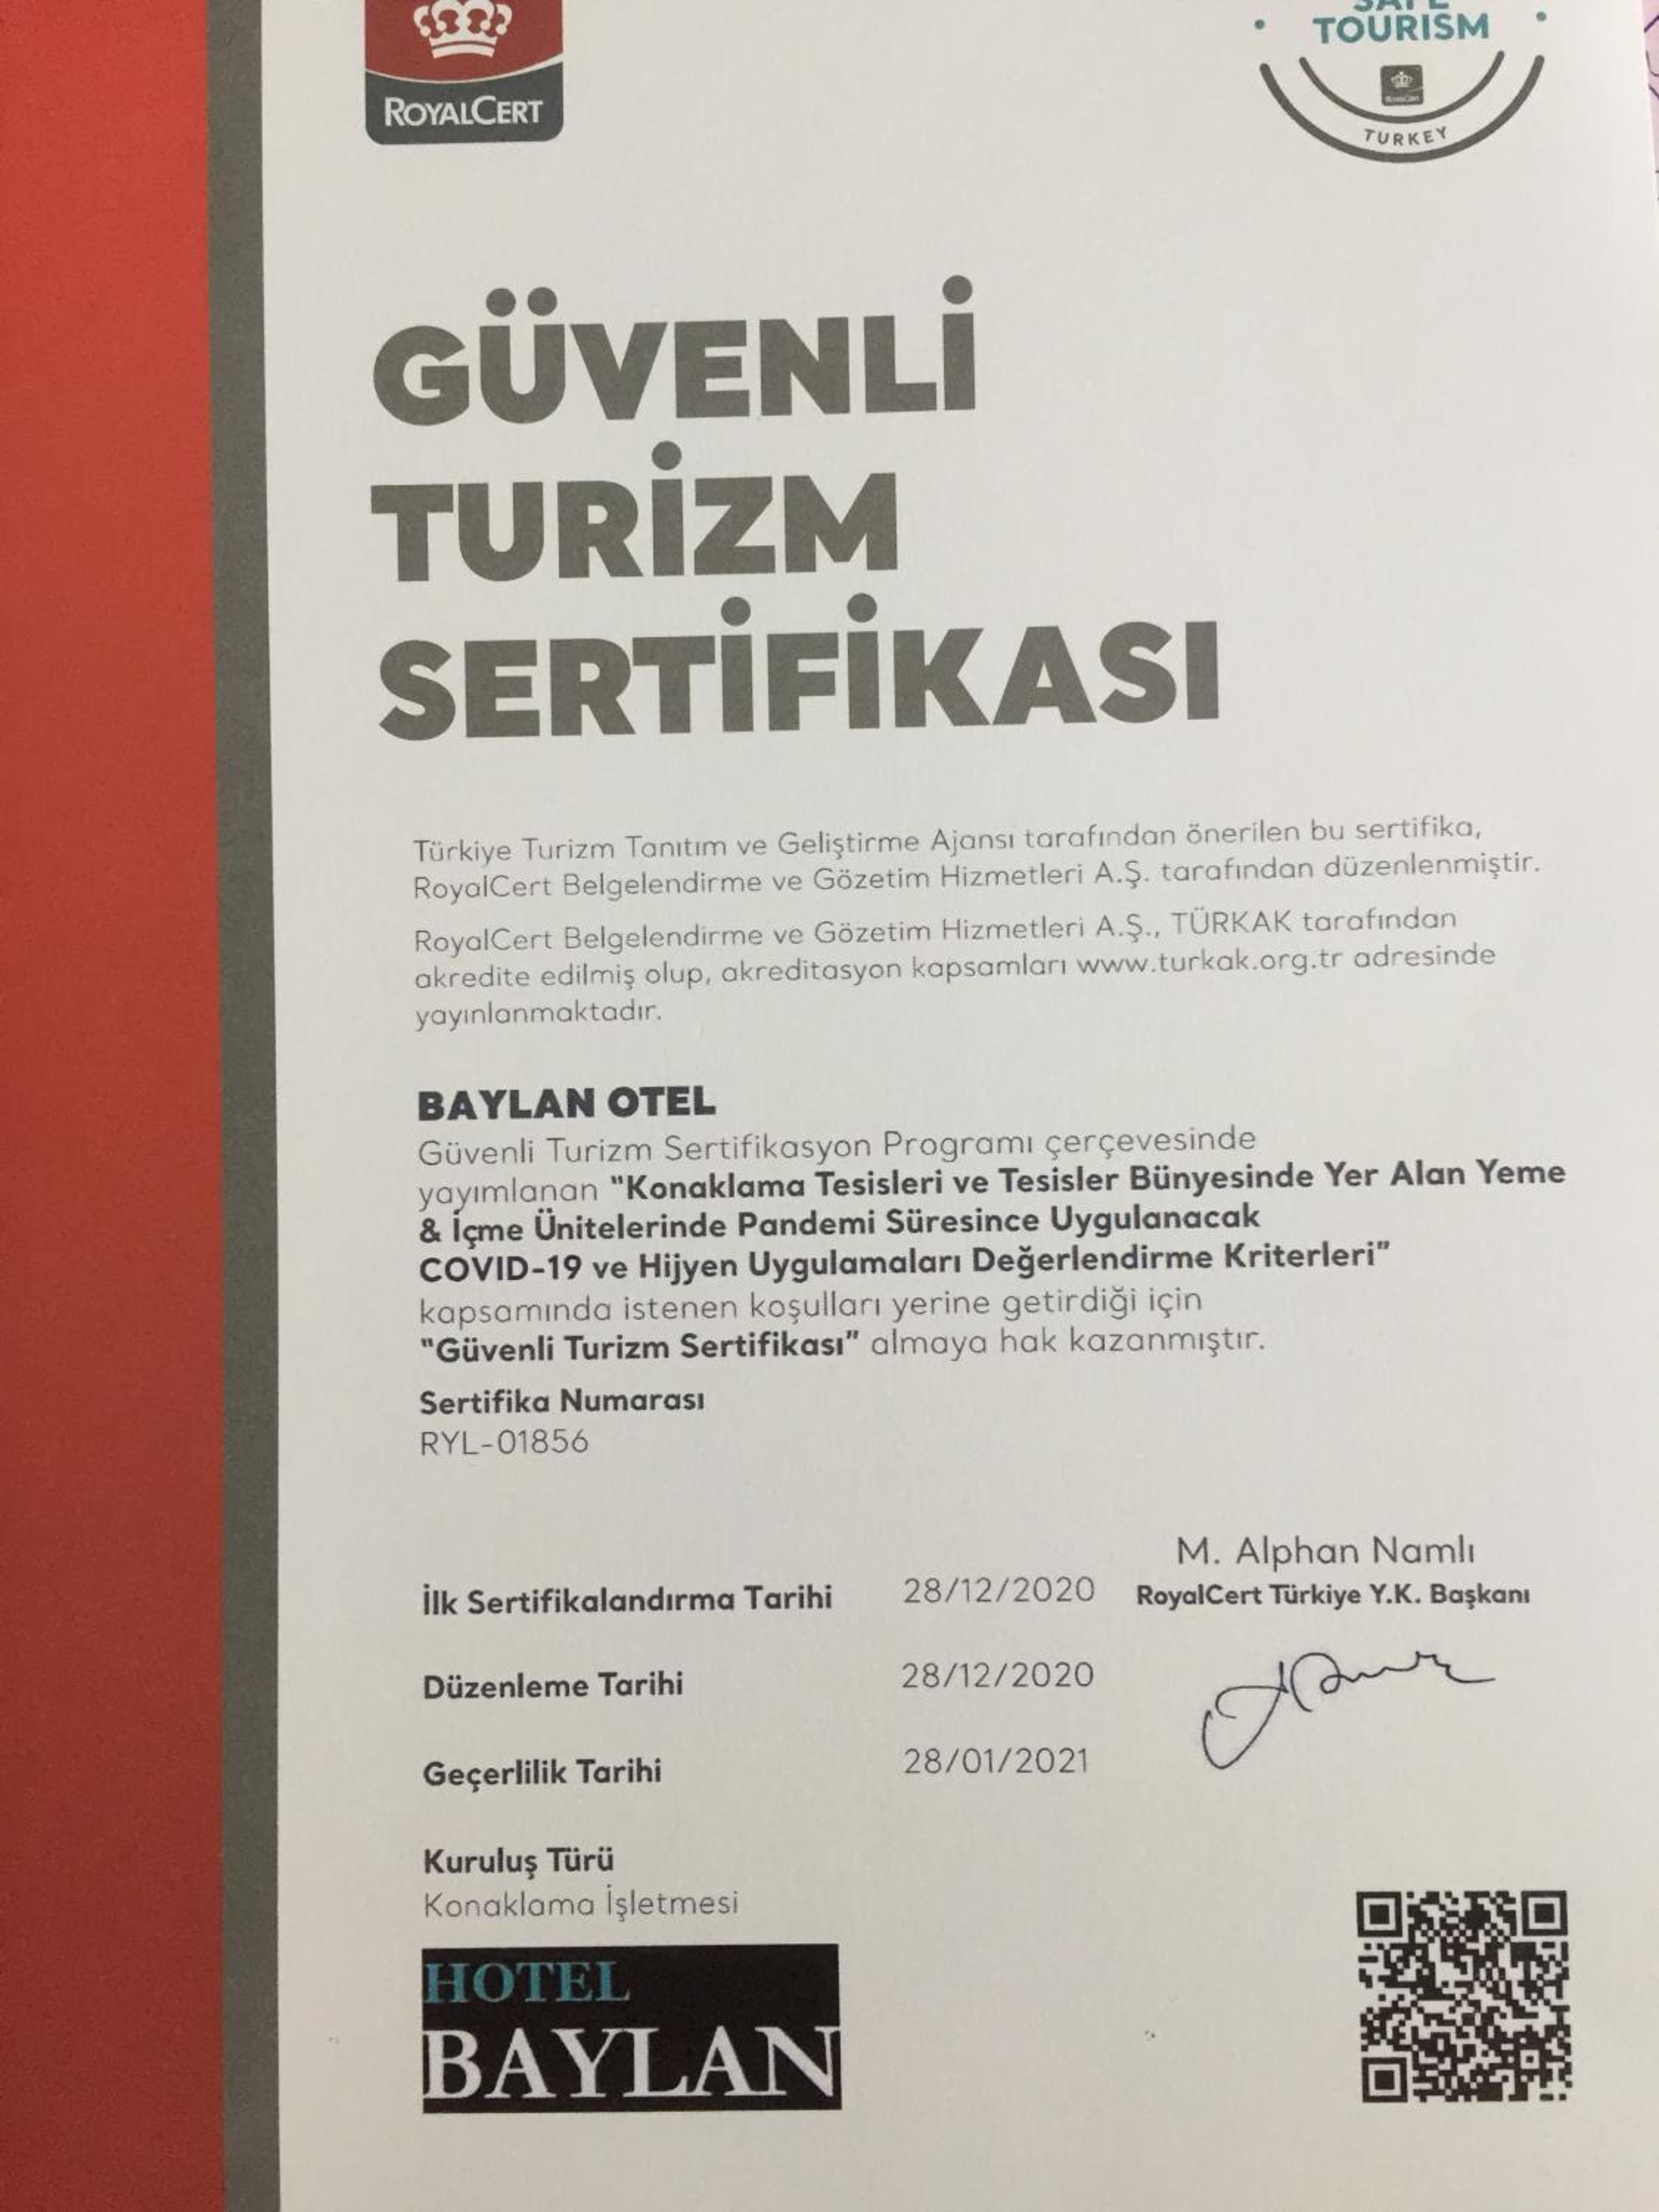 ROYALCERT
TOURISM
TURKEY
GÜVENLİ
TURİZM
SERTİFİKASI
Türkiye Turizm Tanıtım ve Geliştirme Ajansı tarafından önerilen bu sertifika,
RoyalCert Belgelendirme ve Gözetim Hizmetleri A.Ş. tarafından düzenlenmiştir.
RoyalCert Belgelendirme ve Gözetim Hizmetleri A.Ş., TÜRKAK tarafından
akredite edilmiş olup, akreditasyon kapsamları www.turkak.org.tr adresinde
yayınlanmaktadır.
BAYLAN OTEL
Güvenli Turizm Sertifikasyon Programı çerçevesinde
yayımlanan "Konaklama Tesisleri ve Tesisler Bünyesinde Yer Alan Yeme
& İçme Ünitelerinde Pandemi Süresince Uygulanacak
COVID-19 ve Hijyen Uygulamaları Değerlendirme Kriterleri"
kapsamında istenen koşulları yerine getirdiği için
"Güvenli Turizm Sertifikası" almaya hak kazanmıştır.
Sertifika Numarası
RYL-01856
M. Alphan Namlı
RoyalCert Türkiye Y.K. Başkanı
İlk Sertifikalandırma Tarihi 28/12/2020
Düzenleme Tarihi 28/12/2020
Geçerlilik Tarihi 28/01/2021
Kuruluş Türü
Konaklama İşletmesi
HOTEL
BAYLAN